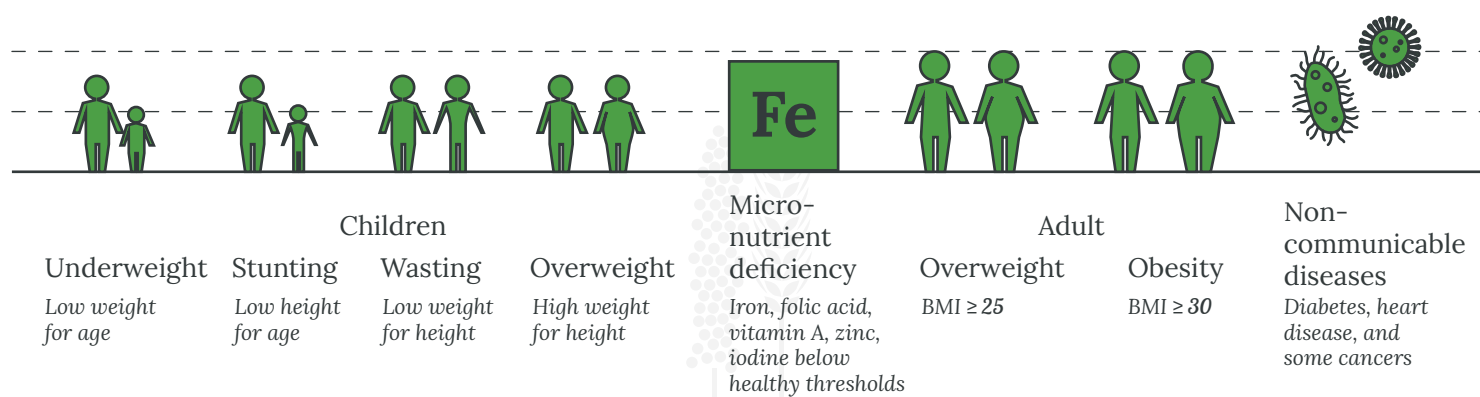 Fe
Children
Underweight
Low weight
for age
Stunting
Low height
for age
Wasting
Low weight
for height
Overweight
High weight
for height
Micro-
nutrient
deficiency
Iron, folic acid,
vitamin A, zinc,
iodine below
healthy thresholds
Adult
Overweight
BMI ≥ 25
Obesity
BMI ≥ 30
Non-
communicable
diseases
Diabetes, heart
disease, and
some cancers